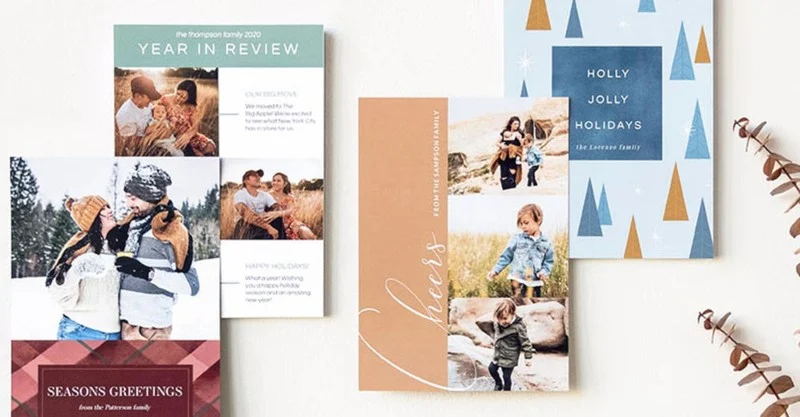 the thompson family 2020
YEAR IN REVIEW
OUR BIG MOVE
We moved to The
Big Apple! We're excited
to see what New York City
has in store for us.
HAPPY HOLIDAYS!
What a year! Wishing
you a happy holiday
season and an amazing
new year!
SEASONS GREETINGS
from the Patterson family
FROM THE SAMPSON FAMILY
Cheers
HOLLY
JOLLY
HOLIDAYS
the Lorenzo family